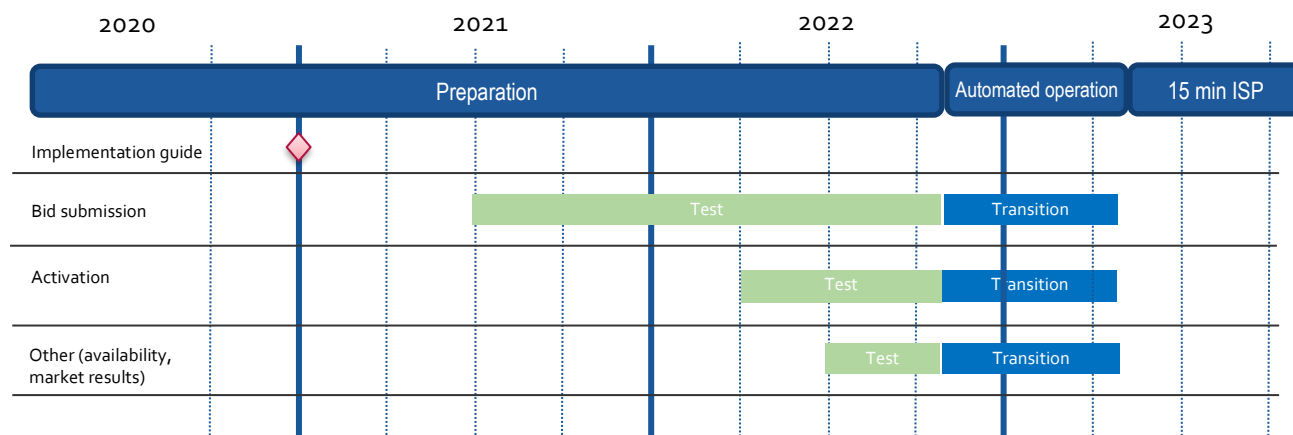 2020
2021
2022
2023
Preparation
Automated operation
15 min ISP
Implementation guide
Bid submission
Test
Transition
Activation
Test
Transition
Other (availability,
market results)
Test
Transition